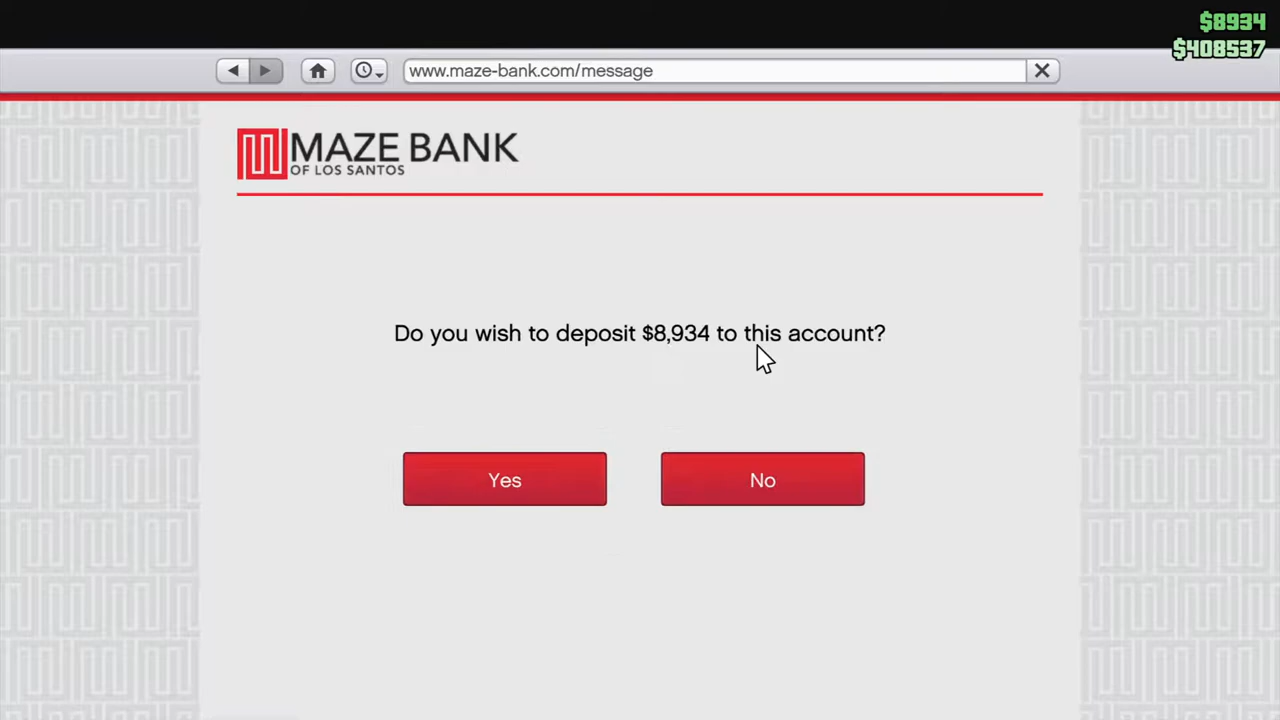 $8934
$408537
www.maze-bank.com/message
MAZE BANK
OF LOS SANTOS
Do you wish to deposit $8,934 to this account?
Yes
No